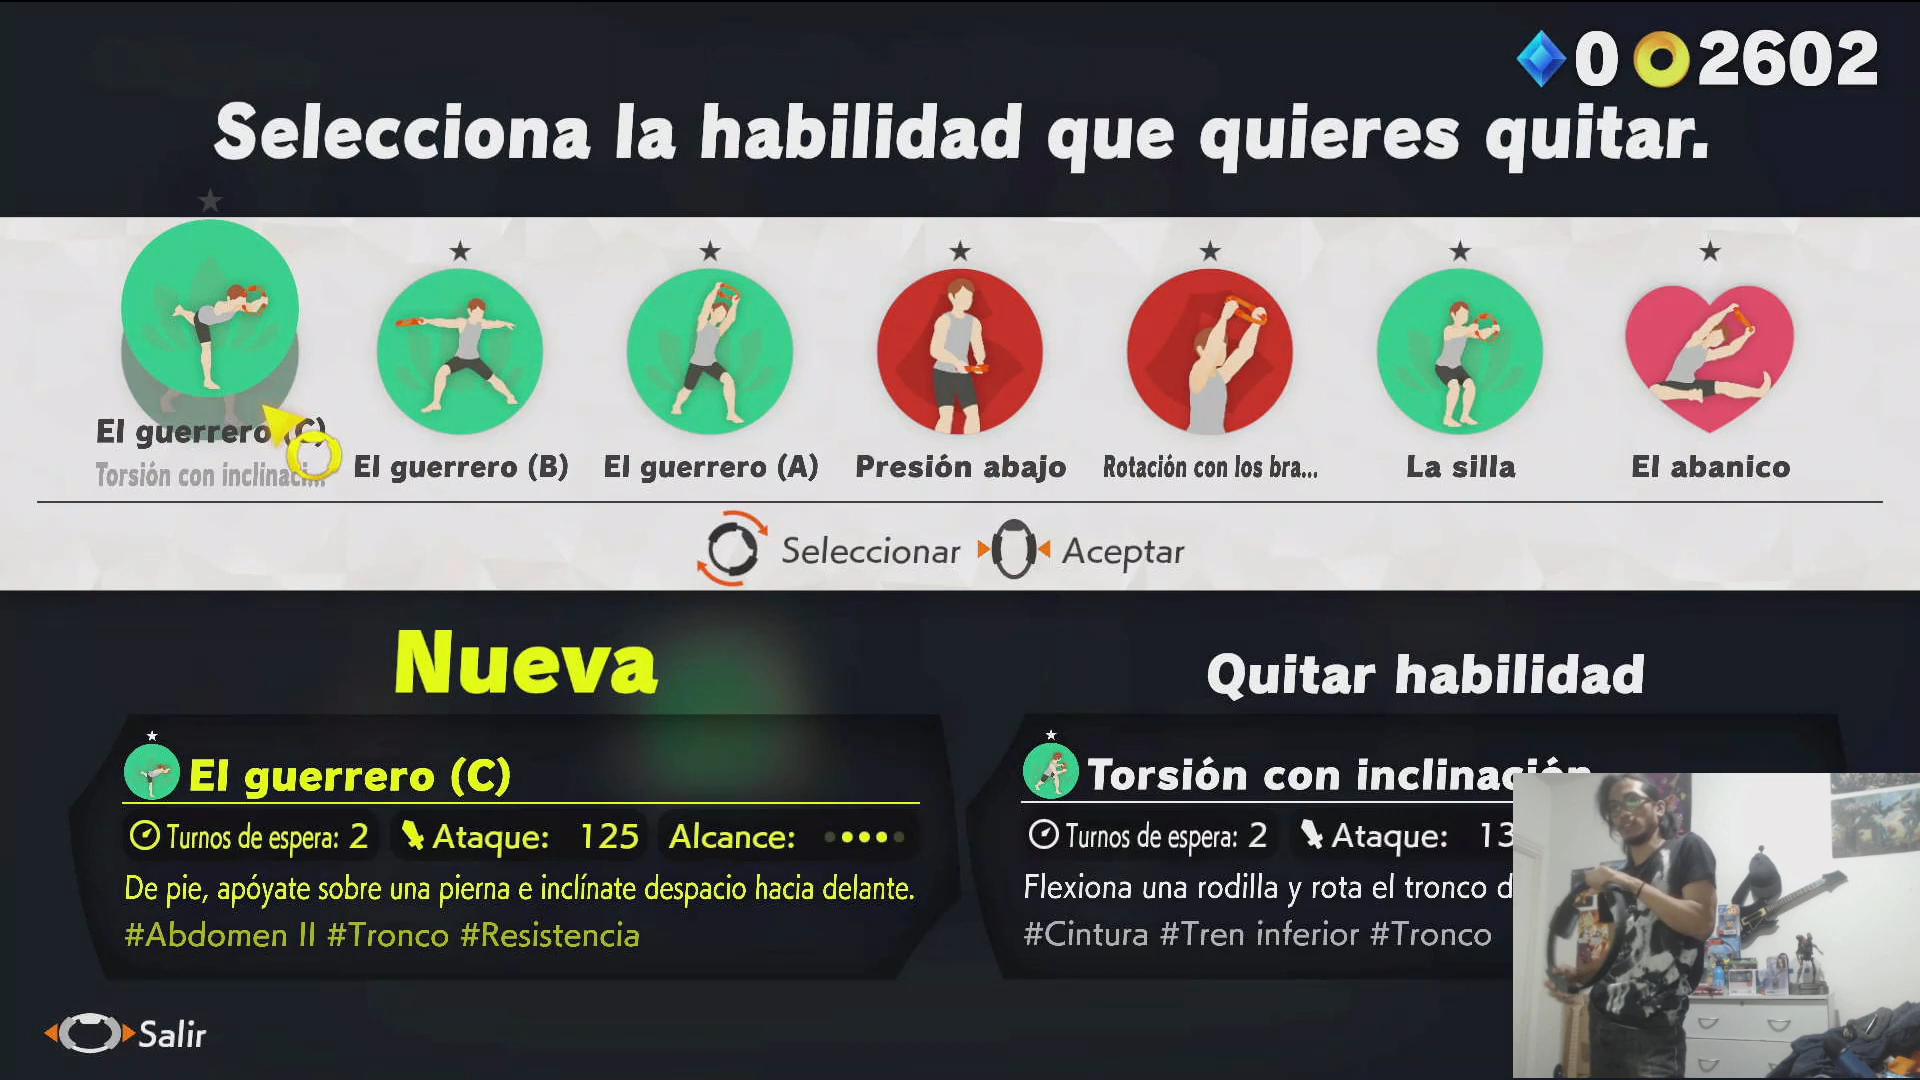 0 2602
Selecciona la habilidad que quieres quitar.
El guerrero (C)
Torsión con inclinaci...
El guerrero (B)
El guerrero (A)
Presión abajo
Rotación con los bra...
La silla
El abanico
Seleccionar Aceptar
Nueva
El guerrero (C)
Turnos de espera: 2 Ataque: 125 Alcance:
De pie, apóyate sobre una pierna e inclínate despacio hacia delante.
#Abdomen II #Tronco #Resistencia
Quitar habilidad
Torsión con inclinación
Turnos de espera: 2 Ataque: 13
Flexiona una rodilla y rota el tronco d
#Cintura #Tren inferior #Tronco
Salir